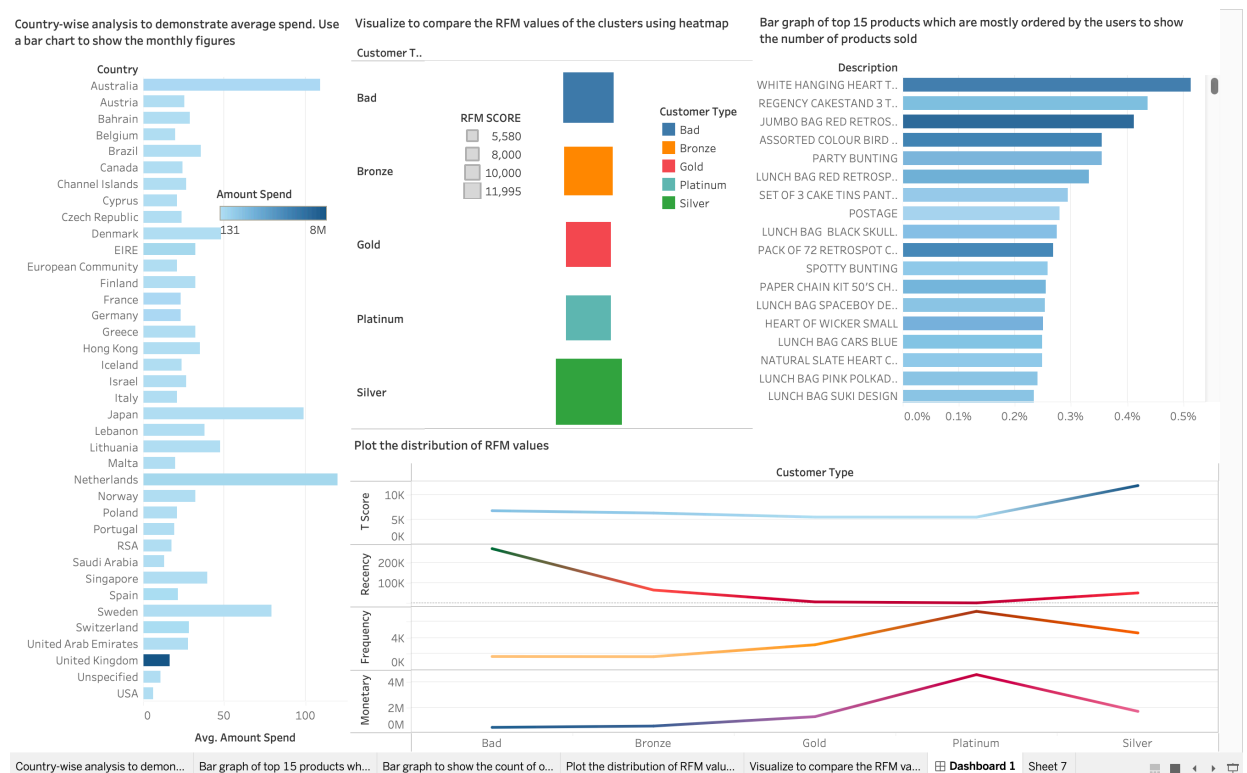 Country-wise analysis to demonstrate average spend. Use
a bar chart to show the monthly figures
Country
Australia
Austria
Bahrain
Belgium
Brazil
Canada
Channel Islands
Cyprus
Czech Republic
Denmark
EIRE
European Community
Finland
France
Germany
Greece
Hong Kong
Iceland
Israel
Italy
Japan
Lebanon
Lithuania
Malta
Netherlands
Norway
Poland
Portugal
RSA
Saudi Arabia
Singapore
Spain
Sweden
Switzerland
United Arab Emirates
United Kingdom
Unspecified
USA
0 50 100
Avg. Amount Spend
Amount Spend
131 8M
Visualize to compare the RFM values of the clusters using heatmap
Customer T..
Bad
Bronze
Gold
Platinum
Silver
RFM SCORE
5,580
8,000
10,000
11,995
Customer Type
Bad
Bronze
Gold
Platinum
Silver
Bar graph of top 15 products which are mostly ordered by the users to show
the number of products sold
Description
WHITE HANGING HEART T..
REGENCY CAKESTAND 3 T..
JUMBO BAG RED RETROS..
ASSORTED COLOUR BIRD ..
PARTY BUNTING
LUNCH BAG RED RETROSP..
SET OF 3 CAKE TINS PANT..
POSTAGE
LUNCH BAG  BLACK SKULL.
PACK OF 72 RETROSPOT C..
SPOTTY BUNTING
PAPER CHAIN KIT 50'S CH..
LUNCH BAG SPACEBOY DE..
HEART OF WICKER SMALL
LUNCH BAG CARS BLUE
NATURAL SLATE HEART C..
LUNCH BAG PINK POLKAD..
LUNCH BAG SUKI DESIGN
0.0% 0.1% 0.2% 0.3% 0.4% 0.5%
Plot the distribution of RFM values
Customer Type
T Score
10K
5K
0K
Recency
200K
100K
Frequency
4K
0K
Monetary
4M
2M
0M
Bad Bronze Gold Platinum Silver
Country-wise analysis to demon... Bar graph of top 15 products wh... Bar graph to show the count of o... Plot the distribution of RFM valu... Visualize to compare the RFM va... Dashboard 1 Sheet 7